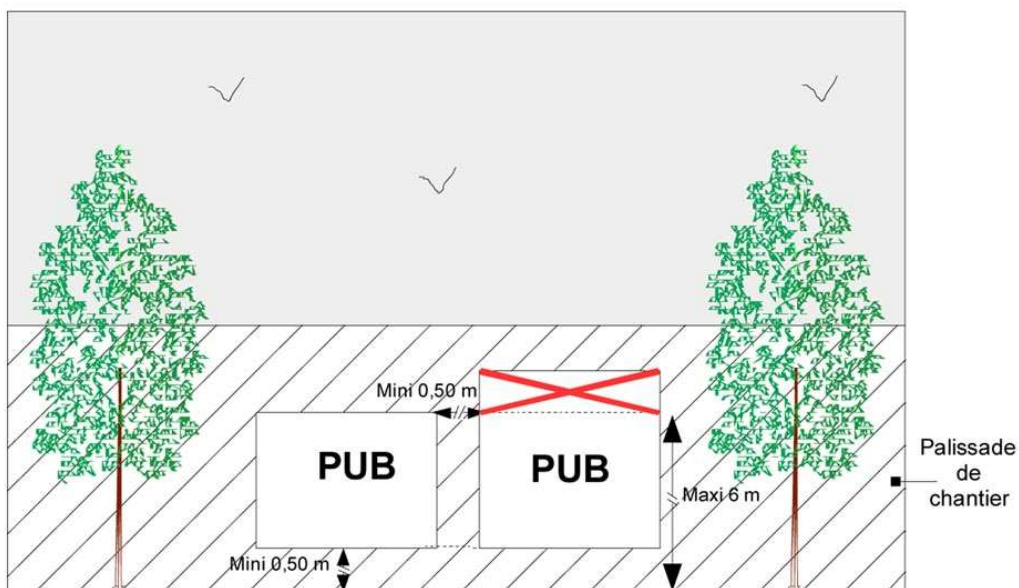 Mini 0,50 m
PUB
PUB
Maxi 6 m
Mini 0,50 m
Palissade
de
chantier